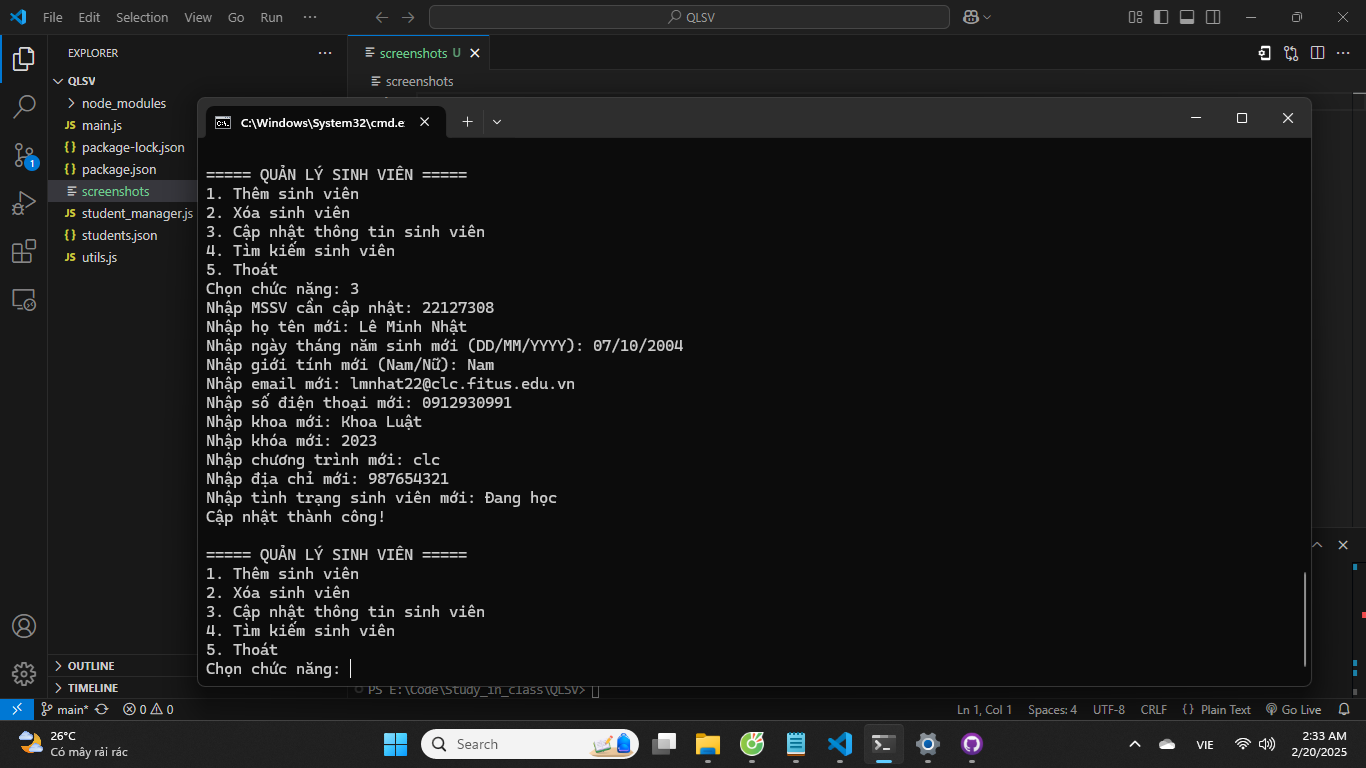 File Edit Selection View Go Run ···
QLSV
EXPLORER
screenshots U
QLSV
screenshots
node_modules
JS main.js
{} package-lock.json
{} package.json
screenshots
JS student_manager.js
{} students.json
JS utils.js
1
C:\Windows\System32\cmd.e
===== QUẢN LÝ SINH VIÊN =====
1. Thêm sinh viên
2. Xóa sinh viên
3. Cập nhật thông tin sinh viên
4. Tìm kiếm sinh viên
5. Thoát
Chọn chức năng: 3
Nhập MSSV cần cập nhật: 22127308
Nhập họ tên mới: Lê Minh Nhật
Nhập ngày tháng năm sinh mới (DD/MM/YYYY): 07/10/2004
Nhập giới tính mới (Nam/Nữ): Nam
Nhập email mới: lmnhat22@clc.fitus.edu.vn
Nhập số điện thoại mới: 0912930991
Nhập khoa mới: Khoa Luật
Nhập khóa mới: 2023
Nhập chương trình mới: clc
Nhập địa chỉ mới: 987654321
Nhập tình trạng sinh viên mới: Đang học
Cập nhật thành công!
===== QUẢN LÝ SINH VIÊN =====
1. Thêm sinh viên
2. Xóa sinh viên
3. Cập nhật thông tin sinh viên
4. Tìm kiếm sinh viên
5. Thoát
Chọn chức năng:
PS E:\Code\Study_in_class\QLSV>
OUTLINE
TIMELINE
main* 0 0
Ln 1, Col 1 Spaces: 4 UTF-8 CRLF {} Plain Text Go Live
26°C
Có mây rải rác
Search
VIE
2:33 AM
2/20/2025